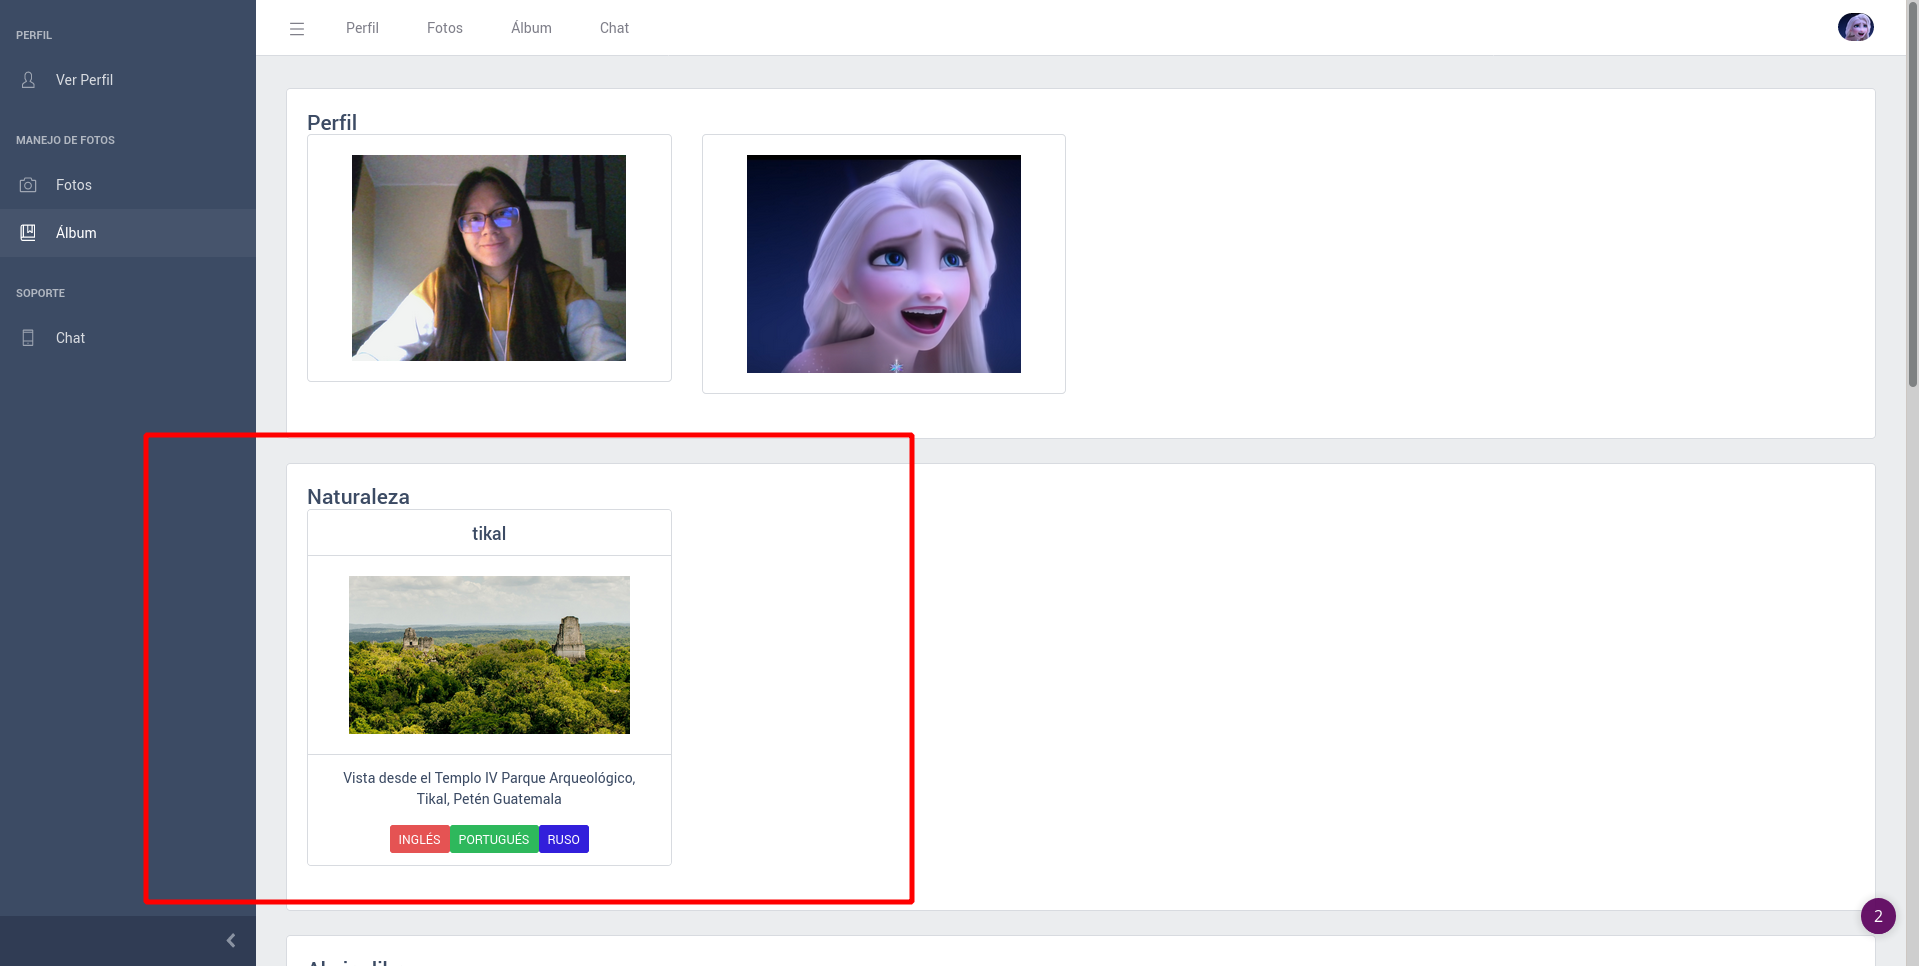 PERFIL
Ver Perfil
MANEJO DE FOTOS
Fotos
Álbum
SOPORTE
Chat
Perfil
Fotos
Álbum
Chat
Perfil
Naturaleza
tikal
Vista desde el Templo IV Parque Arqueológico,
Tikal, Petén Guatemala
INGLÉS
PORTUGUÉS
RUSO
2